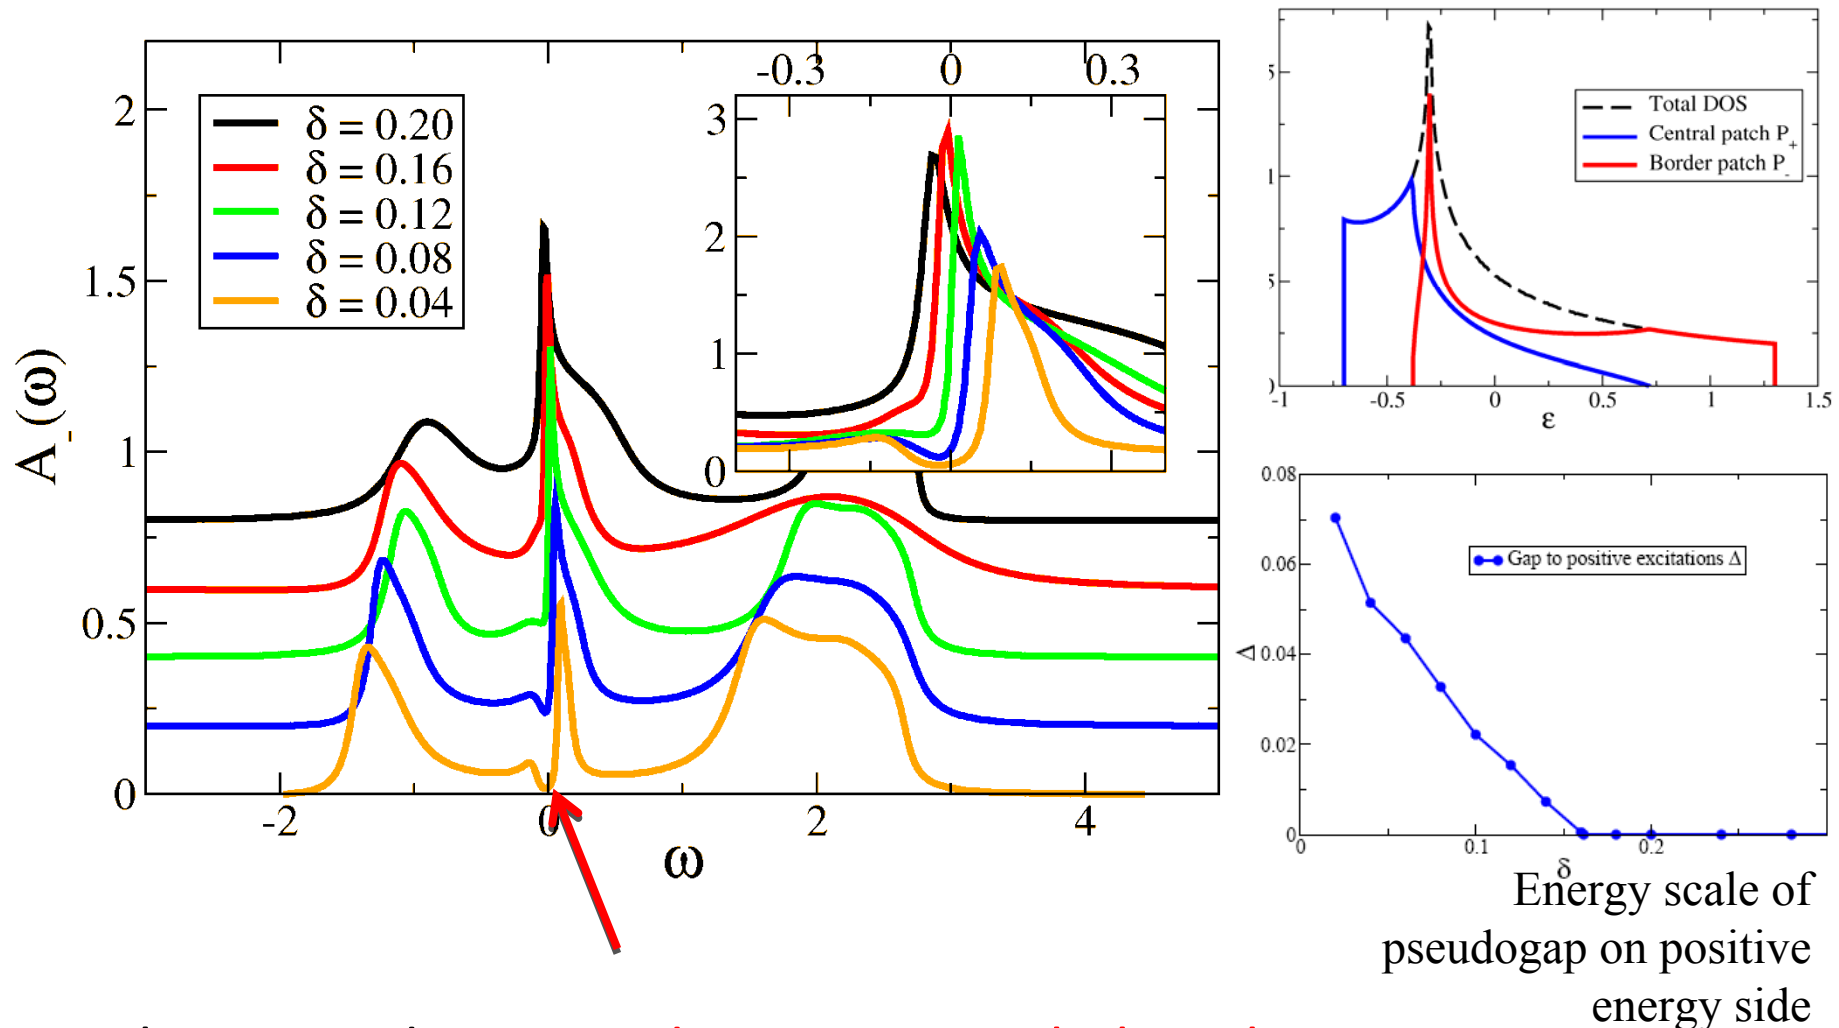 -0.3 0 0.3
2
1.5
1
0.5
0
A_(ω)
δ = 0.20
δ = 0.16
δ = 0.12
δ = 0.08
δ = 0.04
3
2
1
0
-2 0 2 4
ω
5
1
5
Total DOS
Central patch P+
Border patch P-
-1 -0.5 0 0.5 1 1.5
ε
0.08
0.06
0.04
0.02
0
Δ
Gap to positive excitations Δ
0 0.1 0.2
δ
Energy scale of
pseudogap on positive
energy side